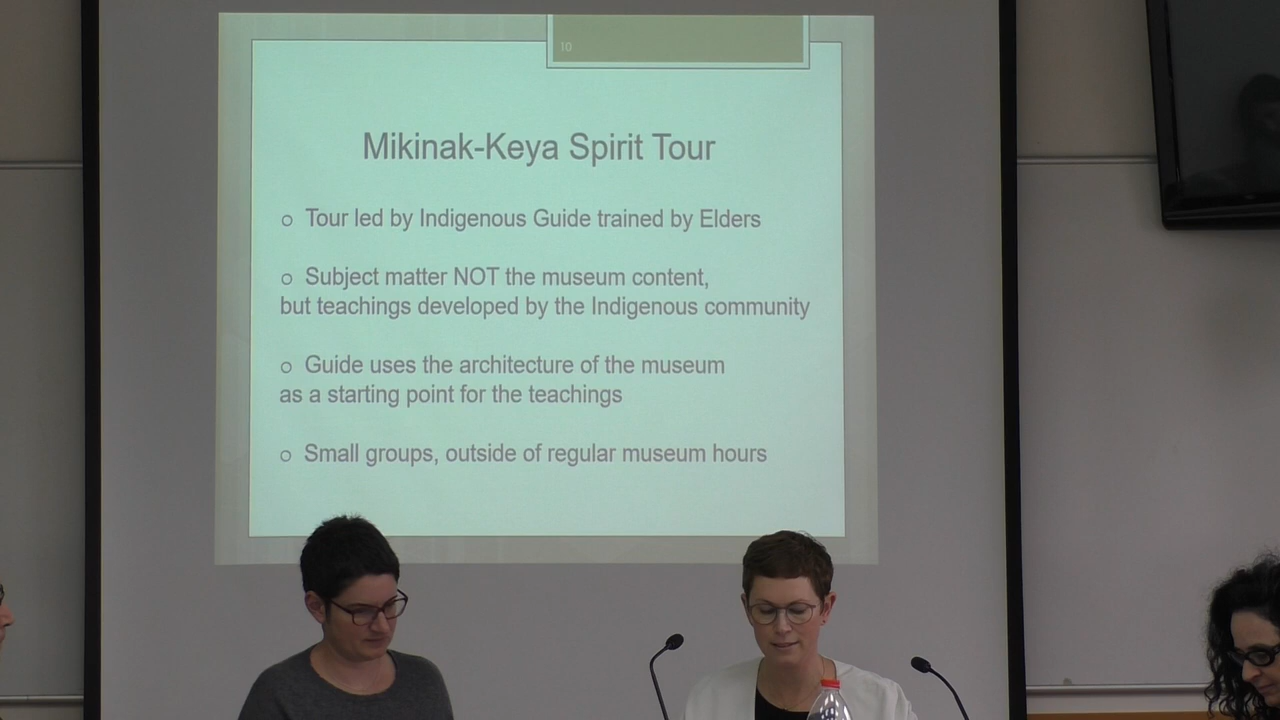 10
Mikinak-Keya Spirit Tour
o Tour led by Indigenous Guide trained by Elders
o Subject matter NOT the museum content,
but teachings developed by the Indigenous community
o Guide uses the architecture of the museum
as a starting point for the teachings
o Small groups, outside of regular museum hours